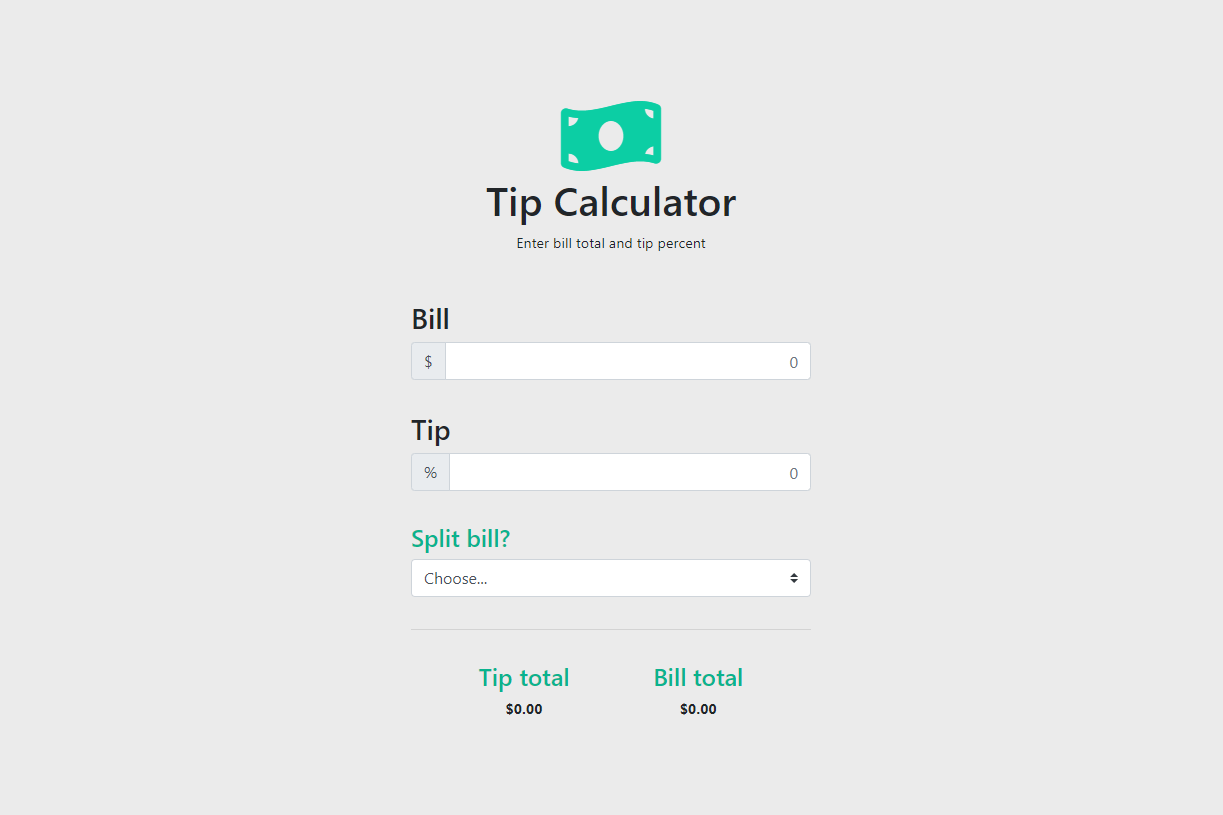 Tip Calculator
Enter bill total and tip percent
Bill
$ 0
Tip
% 0
Split bill?
Choose...
Tip total Bill total
$0.00 $0.00